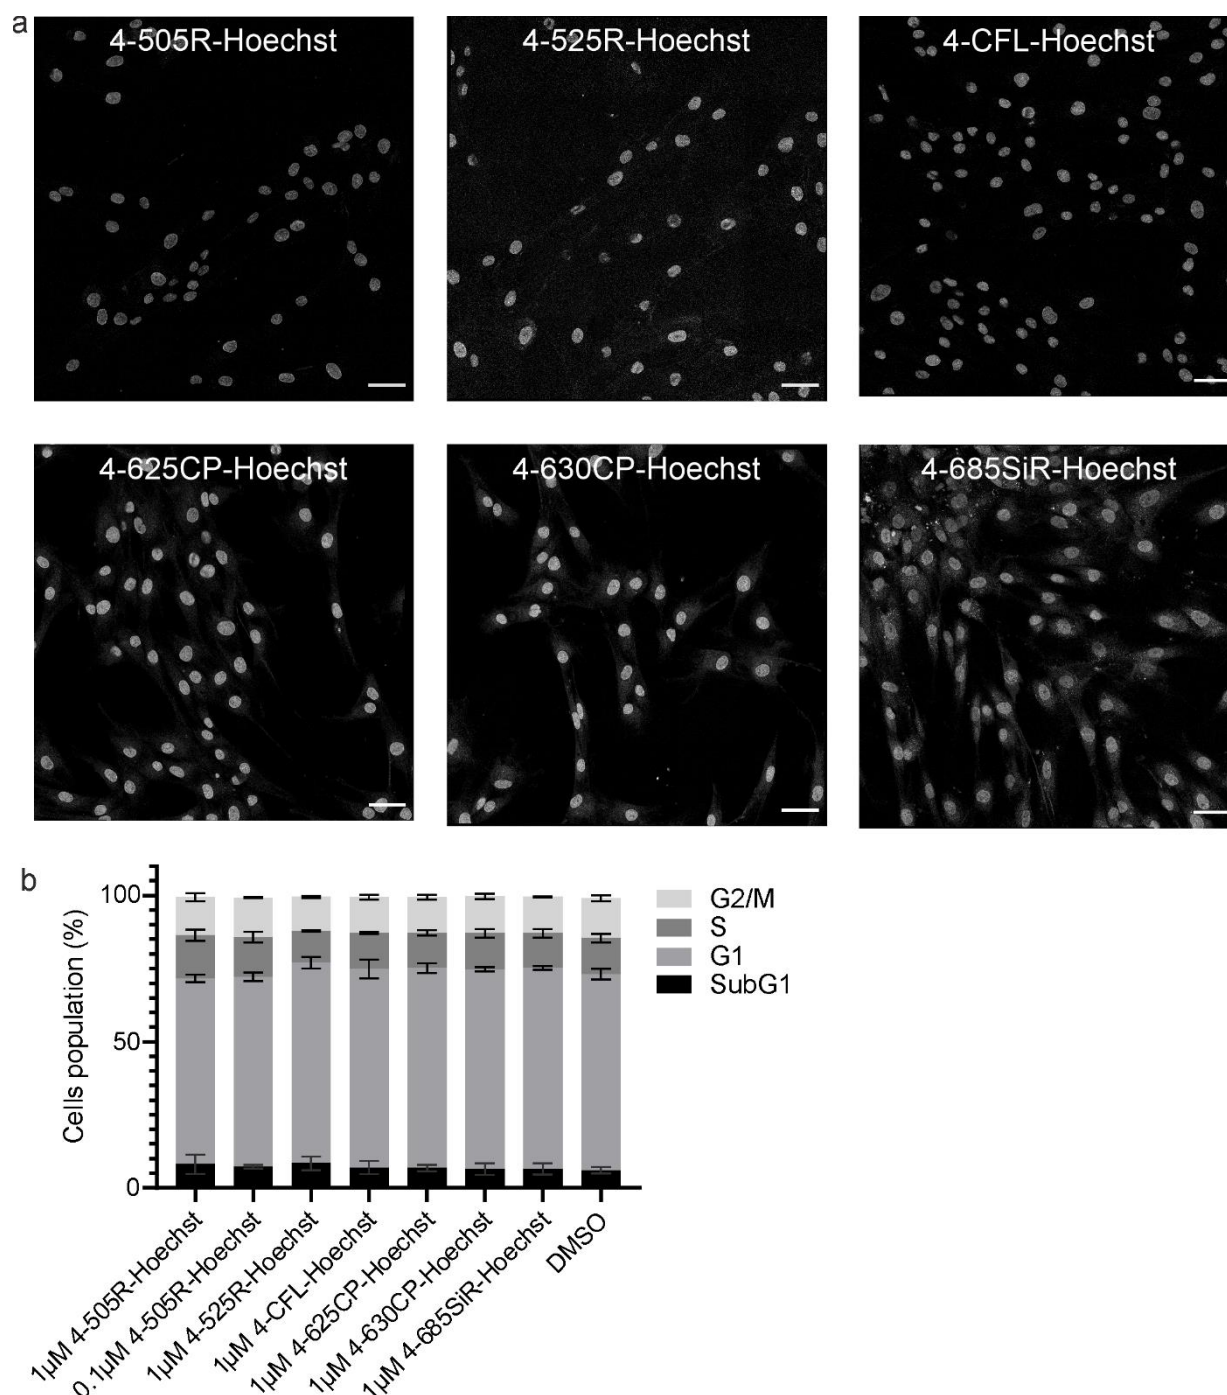 a
4-505R-Hoechst
4-525R-Hoechst
4-CFL-Hoechst
4-625CP-Hoechst
4-630CP-Hoechst
4-685SiR-Hoechst
b
Cells population (%)
100
50
0
G2/M
S
G1
SubG1
1µM 4-505R-Hoechst
0.1µM 4-505R-Hoechst
1µM 4-525R-Hoechst
1µM 4-CFL-Hoechst
1µM 4-625CP-Hoechst
1µM 4-630CP-Hoechst
1µM 4-685SiR-Hoechst
DMSO